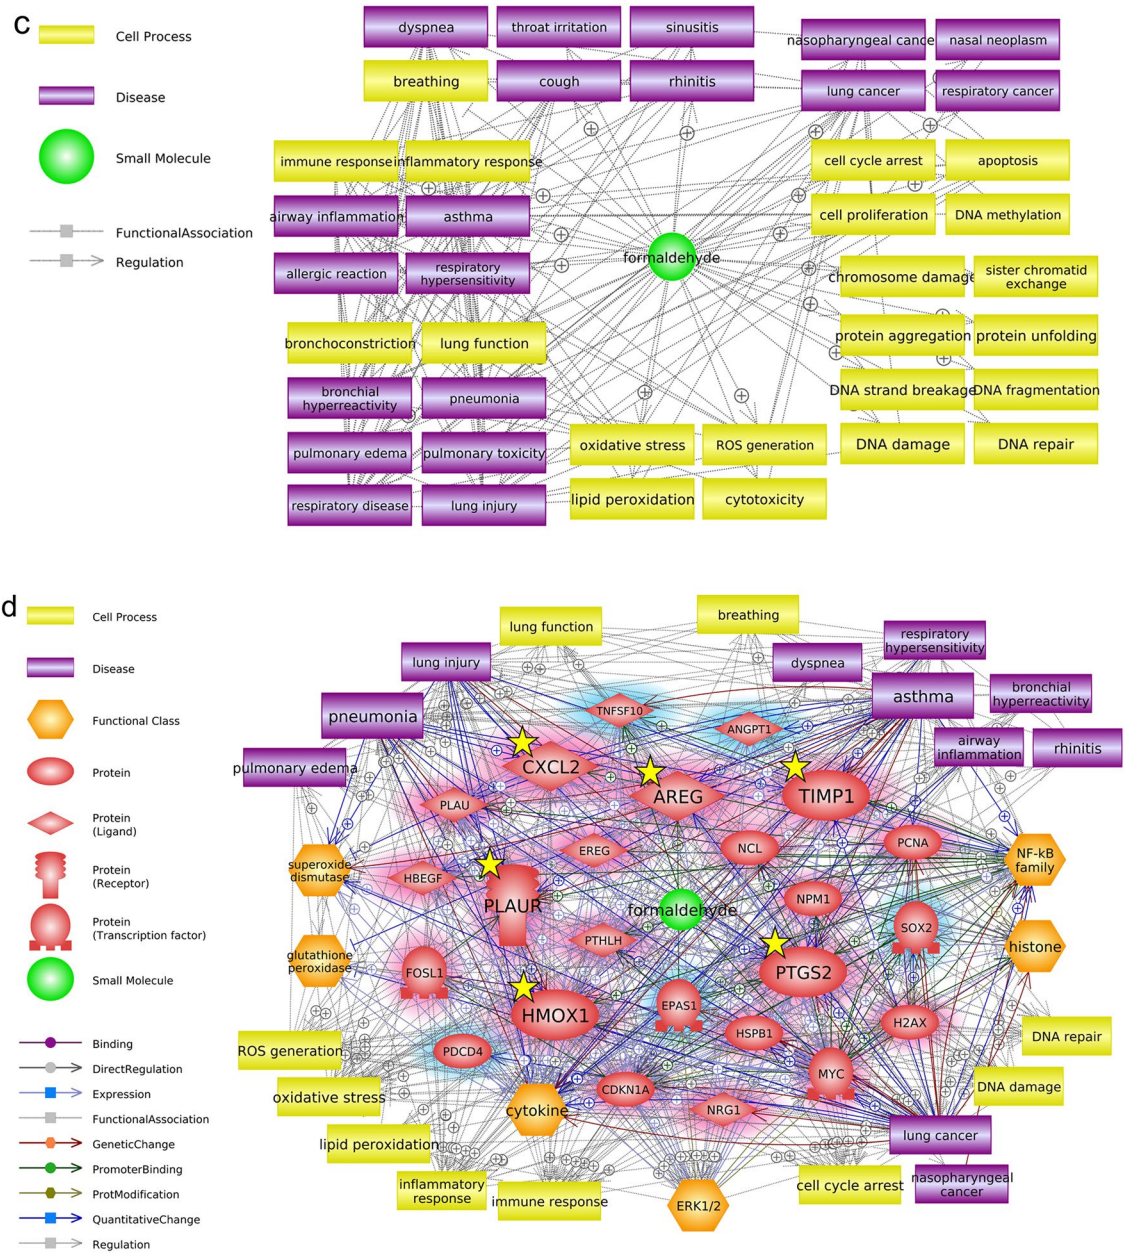 c
Cell Process
Disease
Small Molecule
FunctionalAssociation
Regulation
dyspnea
throat irritation
sinusitis
nasopharyngeal cance
nasal neoplasm
breathing
cough
rhinitis
lung cancer
respiratory cancer
immune response
inflammatory response
cell cycle arrest
apoptosis
airway inflammation
asthma
cell proliferation
DNA methylation
formaldehyde
allergic reaction
respiratory
hypersensitivity
chromosome damage
sister chromatid
exchange
bronchoconstriction
lung function
protein aggregation
protein unfolding
bronchial
hyperreactivity
pneumonia
DNA strand breakage
DNA fragmentation
pulmonary edema
pulmonary toxicity
oxidative stress
ROS generation
DNA damage
DNA repair
respiratory disease
lung injury
lipid peroxidation
cytotoxicity
d
Cell Process
Disease
Functional Class
Protein
Protein
(Ligand)
Protein
(Receptor)
Protein
(Transcription factor)
Small Molecule
Binding
DirectRegulation
Expression
FunctionalAssociation
GeneticChange
PromoterBinding
ProtModification
QuantitativeChange
Regulation
lung function
breathing
respiratory
hypersensitivity
lung injury
dyspnea
asthma
bronchial
hyperreactivity
pneumonia
TNFSF10
ANGPT1
airway
inflammation
rhinitis
pulmonary edema
CXCL2
AREG
TIMP1
PLAU
PCNA
NCL
EREG
NF-kB
family
superoxide
dismutase
HBEGF
PLAUR
NPM1
formaldehyde
SOX2
PTHLH
histone
glutathione
peroxidase
FOSL1
PTGS2
EPAS1
HMOX1
HSPB1
H2AX
DNA repair
ROS generation
PDCD4
MYC
DNA damage
CDKN1A
oxidative stress
cytokine
NRG1
lung cancer
lipid peroxidation
inflammatory
response
immune response
ERK1/2
cell cycle arrest
nasopharyngeal
cancer